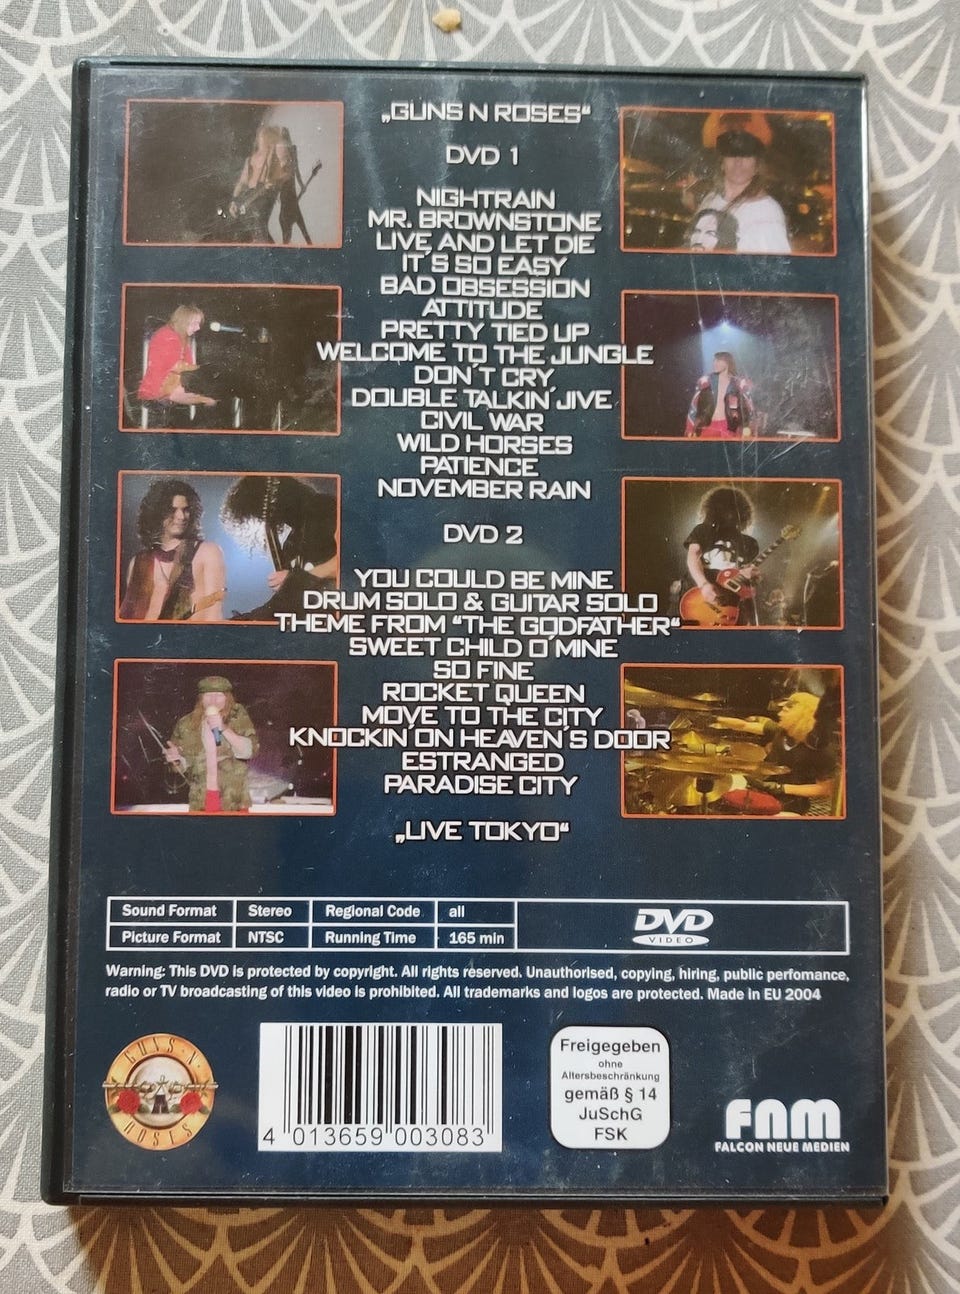 „GUNS N ROSES“
DVD 1
NIGHTRAIN
MR. BROWNSTONE
LIVE AND LET DIE
IT´S SO EASY
BAD OBSESSION
ATTITUDE
PRETTY TIED UP
WELCOME TO THE JUNGLE
DON´T CRY
DOUBLE TALKIN´JIVE
CIVIL WAR
WILD HORSES
PATIENCE
NOVEMBER RAIN
DVD 2
YOU COULD BE MINE
DRUM SOLO & GUITAR SOLO
THEME FROM “THE GODFATHER“
SWEET CHILD O´MINE
SO FINE
ROCKET QUEEN
MOVE TO THE CITY
KNOCKIN´ON HEAVEN´S DOOR
ESTRANGED
PARADISE CITY
„LIVE TOKYO“
Sound Format Stereo Regional Code all
Picture Format NTSC Running Time 165 min
DVD
VIDEO
Warning: This DVD is protected by copyright. All rights reserved. Unauthorised, copying, hiring, public perfomance,
radio or TV broadcasting of this video is prohibited. All trademarks and logos are protected. Made in EU 2004
GUNS N'
ROSES
4 013659 003083
Freigegeben
ohne
Altersbeschränkung
gemäß § 14
JuSchG
FSK
FNM
FALCON NEUE MEDIEN